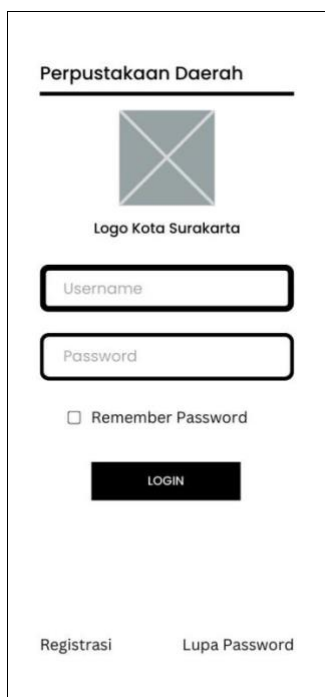 Perpustakaan Daerah
Logo Kota Surakarta
Username
Password
Remember Password
LOGIN
Registrasi Lupa Password